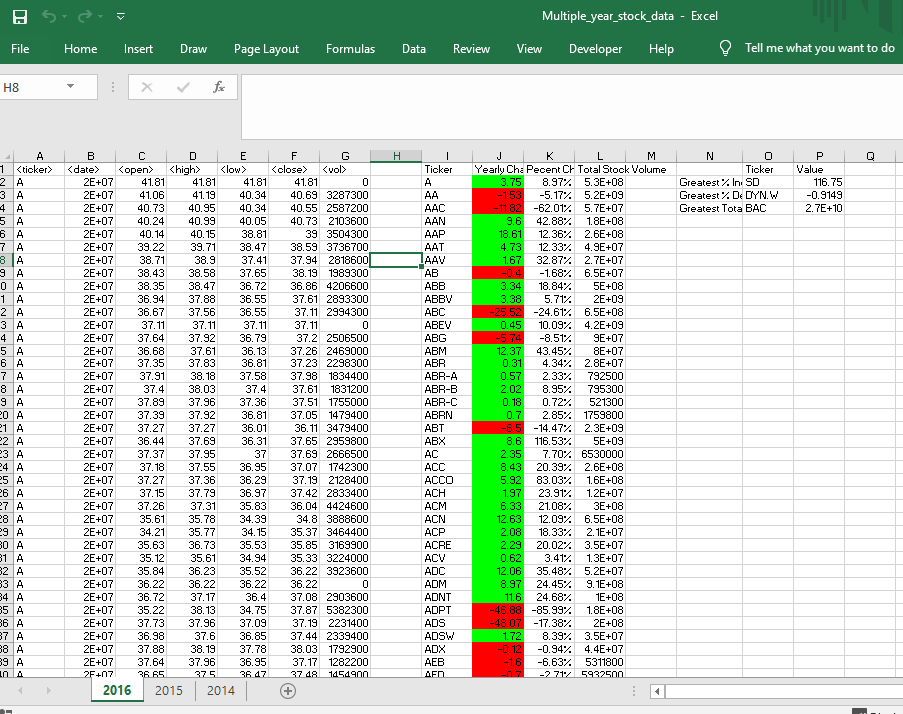 Multiple_year_stock_data - Excel
File Home Insert Draw Page Layout Formulas Data Review View Developer Help Tell me what you want to do
H8 fx
A B C D E F G H I J K L M N O P Q
1 <ticker> <date> <open> <high> <low> <close> <vol> Ticker Yearly Cha Pecent Ch Total Stock Volume Ticker Value
2 A 2E+07 41.81 41.81 41.81 41.81 0 A 3.75 8.97% 5.3E+08 Greatest % In SD 116.75
3 A 2E+07 41.06 41.19 40.34 40.69 3287300 AA -1.53 -5.17% 5.2E+09 Greatest % De DYN.W -0.9149
4 A 2E+07 40.73 40.95 40.34 40.55 2587200 AAC -11.82 -62.01% 5.7E+07 Greatest Tota BAC 2.7E+10
5 A 2E+07 40.24 40.99 40.05 40.73 2103600 AAN 9.6 42.88% 1.8E+08
6 A 2E+07 40.14 40.15 38.81 39 3504300 AAP 18.61 12.36% 2.6E+08
7 A 2E+07 39.22 39.71 38.47 38.59 3736700 AAT 4.73 12.33% 4.9E+07
8 A 2E+07 38.71 38.9 37.41 37.94 2818600 AAV 1.67 32.87% 2.7E+07
9 A 2E+07 38.43 38.58 37.65 38.19 1989300 AB -0.4 -1.68% 6.5E+07
0 A 2E+07 38.35 38.47 36.72 36.86 4206600 ABB 3.34 18.84% 5E+08
1 A 2E+07 36.94 37.88 36.55 37.61 2893300 ABBV 3.38 5.71% 2E+09
2 A 2E+07 36.67 37.56 36.55 37.11 2994300 ABC -25.52 -24.61% 6.5E+08
3 A 2E+07 37.11 37.11 37.11 37.11 0 ABEV 0.45 10.09% 4.2E+09
4 A 2E+07 37.64 37.92 36.79 37.2 2506500 ABG -5.74 -8.51% 9E+07
5 A 2E+07 36.68 37.61 36.13 37.26 2469000 ABM 12.37 43.45% 8E+07
6 A 2E+07 37.35 37.83 36.81 37.23 2298300 ABR 0.31 4.34% 2.8E+07
7 A 2E+07 37.91 38.18 37.58 37.98 1834400 ABR-A 0.57 2.33% 792500
8 A 2E+07 37.4 38.03 37.4 37.61 1831200 ABR-B 2.02 8.95% 795300
9 A 2E+07 37.89 37.96 37.36 37.51 1755000 ABR-C 0.18 0.72% 521300
20 A 2E+07 37.39 37.92 36.81 37.05 1479400 ABRN 0.7 2.85% 1759800
21 A 2E+07 37.27 37.27 36.01 36.11 3479400 ABT -6.5 -14.47% 2.3E+09
22 A 2E+07 36.44 37.69 36.31 37.65 2959800 ABX 8.6 116.53% 5E+09
23 A 2E+07 37.37 37.95 37 37.69 2666500 AC 2.35 7.70% 6530000
24 A 2E+07 37.18 37.55 36.95 37.07 1742300 ACC 8.43 20.39% 2.6E+08
25 A 2E+07 37.27 37.36 36.29 37.19 2128400 ACCO 5.92 83.03% 1.6E+08
26 A 2E+07 37.15 37.79 36.97 37.42 2833400 ACH 1.97 23.91% 1.2E+07
27 A 2E+07 37.26 37.31 35.83 36.04 4424600 ACM 6.33 21.08% 3E+08
28 A 2E+07 35.61 35.78 34.39 34.8 3888600 ACN 12.63 12.09% 6.5E+08
29 A 2E+07 34.21 35.77 34.15 35.37 3464400 ACP 2.08 18.33% 2.1E+07
30 A 2E+07 35.63 36.73 35.53 35.85 3169900 ACRE 2.29 20.02% 3.5E+07
31 A 2E+07 35.12 35.61 34.94 35.33 3224000 ACV 0.62 3.41% 1.3E+07
32 A 2E+07 35.84 36.23 35.52 36.22 3923600 ADC 12.06 35.48% 5.2E+07
33 A 2E+07 36.22 36.22 36.22 36.22 0 ADM 8.97 24.45% 9.1E+08
34 A 2E+07 36.72 37.17 36.4 37.08 2903600 ADNT 11.6 24.68% 1E+08
35 A 2E+07 35.22 38.13 34.75 37.87 5382300 ADPT -46.88 -85.99% 1.8E+08
36 A 2E+07 37.73 37.96 37.09 37.19 2231400 ADS -48.07 -17.38% 2E+08
37 A 2E+07 36.98 37.6 36.85 37.44 2339400 ADSW 1.72 8.39% 3.5E+07
38 A 2E+07 37.88 38.19 37.78 38.03 1792900 ADX -0.12 -0.94% 4.4E+07
39 A 2E+07 37.64 37.96 36.95 37.17 1282200 AEB -1.6 -6.63% 5311800
40 A 2E+07 36.65 37.5 36.47 37.48 1454900 AED -0.7 -2.71% 5932500
2016 2015 2014